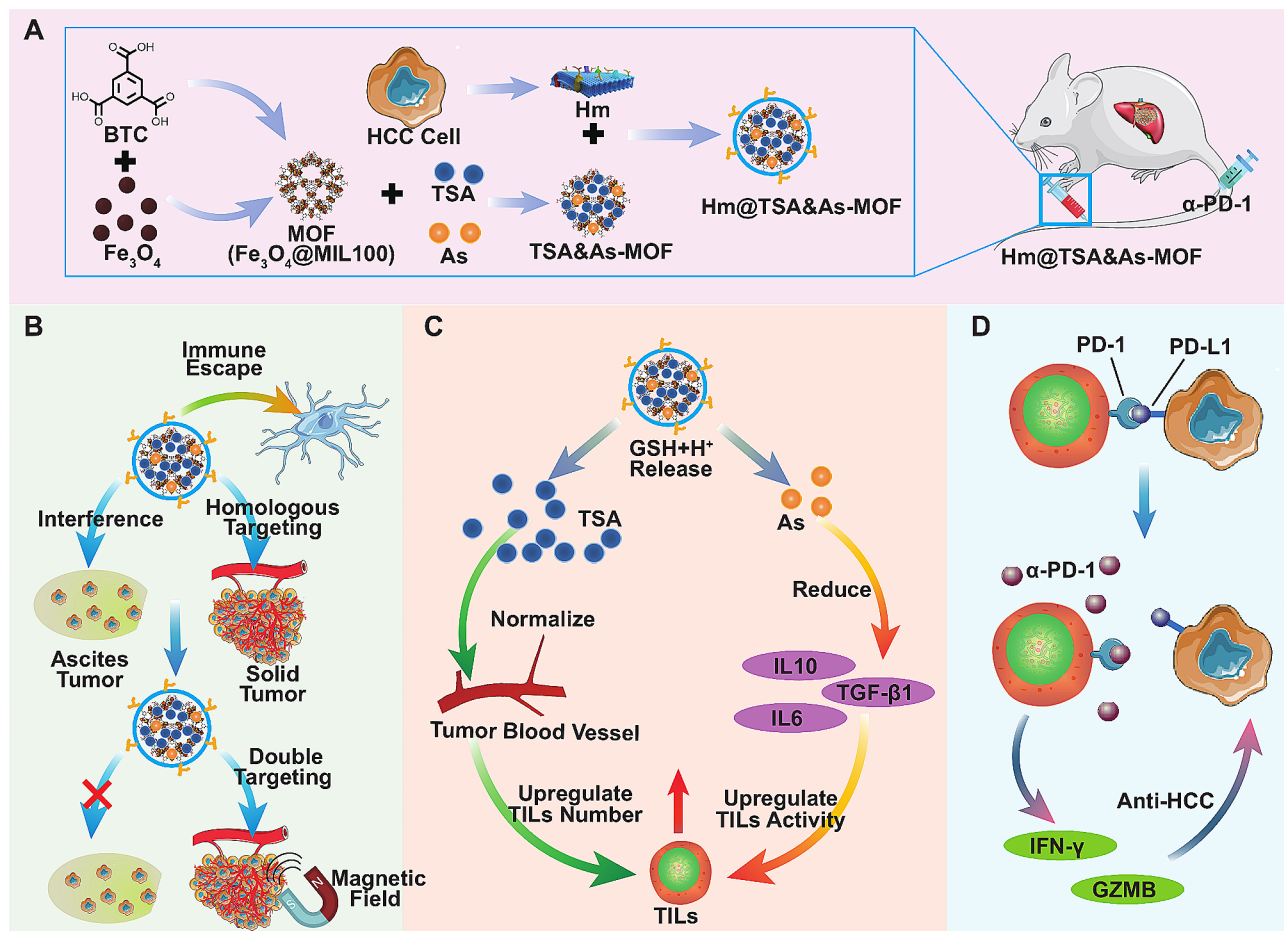 A
OH
O
HO
O
O
OH
BTC
+
Fe₃O₄
MOF
(Fe₃O₄@MIL100)
+
HCC Cell
TSA
As
Hm
+
TSA&As-MOF
Hm@TSA&As-MOF
α-PD-1
Hm@TSA&As-MOF
B
Immune
Escape
Interference
Homologous
Targeting
Ascites
Tumor
Solid
Tumor
Double
Targeting
N
S
Magnetic
Field
C
GSH+H⁺
Release
TSA
As
Normalize
Reduce
IL10
TGF-β1
IL6
Tumor Blood Vessel
Upregulate
TILs Number
Upregulate
TILs Activity
TILs
D
PD-1
PD-L1
α-PD-1
Anti-HCC
IFN-γ
GZMB